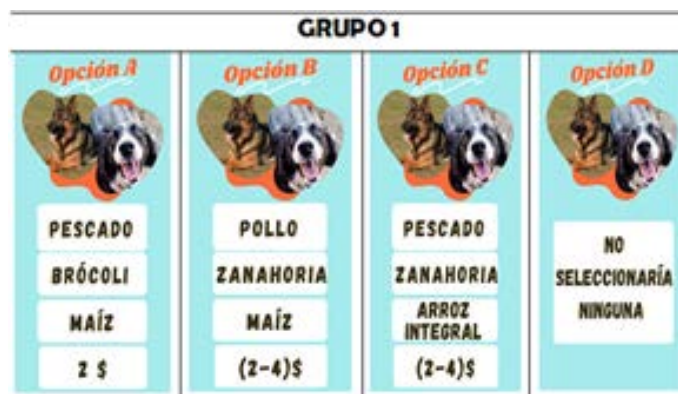 GRUPO 1
Opción A
PESCADO
BRÓCOLI
MAÍZ
2 $
Opción B
POLLO
ZANAHORIA
MAÍZ
(2-4)$
Opción C
PESCADO
ZANAHORIA
ARROZ
INTEGRAL
(2-4)$
Opción D
NO
SELECCIONARÍA
NINGUNA